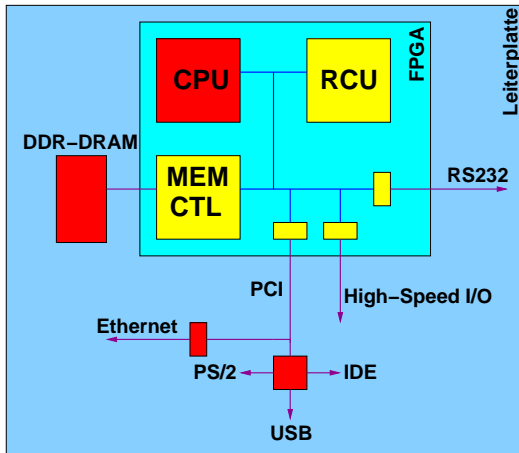 CPU
RCU
FPGA
Leiterplatte
DDR−DRAM
MEM
CTL
RS232
PCI
High−Speed I/O
Ethernet
PS/2
IDE
USB